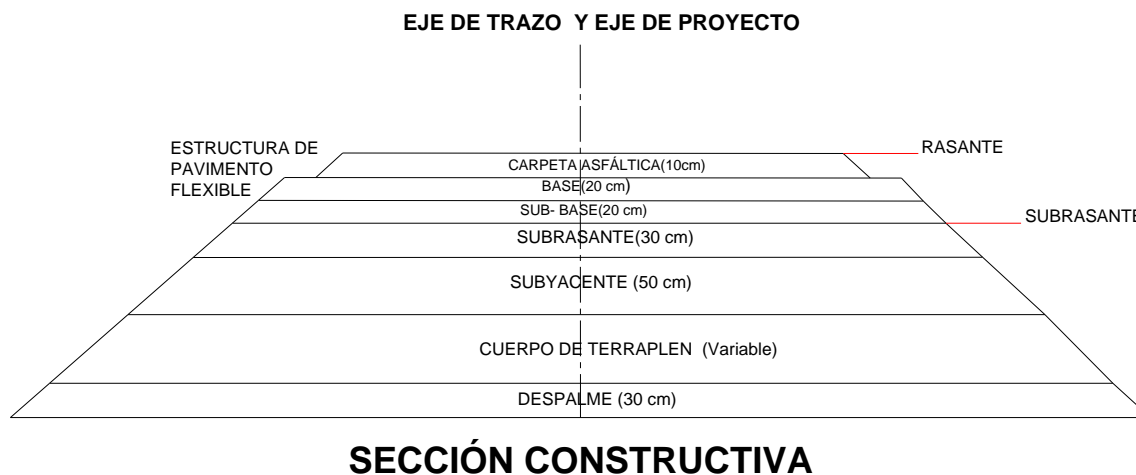 EJE DE TRAZO Y EJE DE PROYECTO
ESTRUCTURA DE
PAVIMENTO
FLEXIBLE
RASANTE
CARPETA ASFÁLTICA(10cm)
BASE(20 cm)
SUB- BASE(20 cm)
SUBRASANTE
SUBRASANTE(30 cm)
SUBYACENTE (50 cm)
CUERPO DE TERRAPLEN (Variable)
DESPALME (30 cm)
SECCIÓN CONSTRUCTIVA